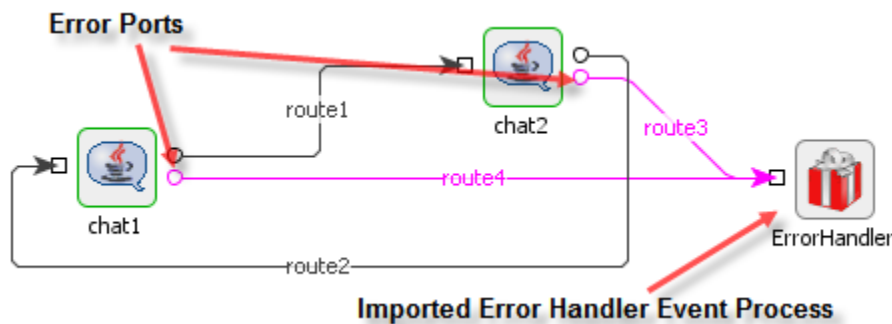 Error Ports
route1
chat2
route3
chat1
route4
ErrorHandler
route2
Imported Error Handler Event Process